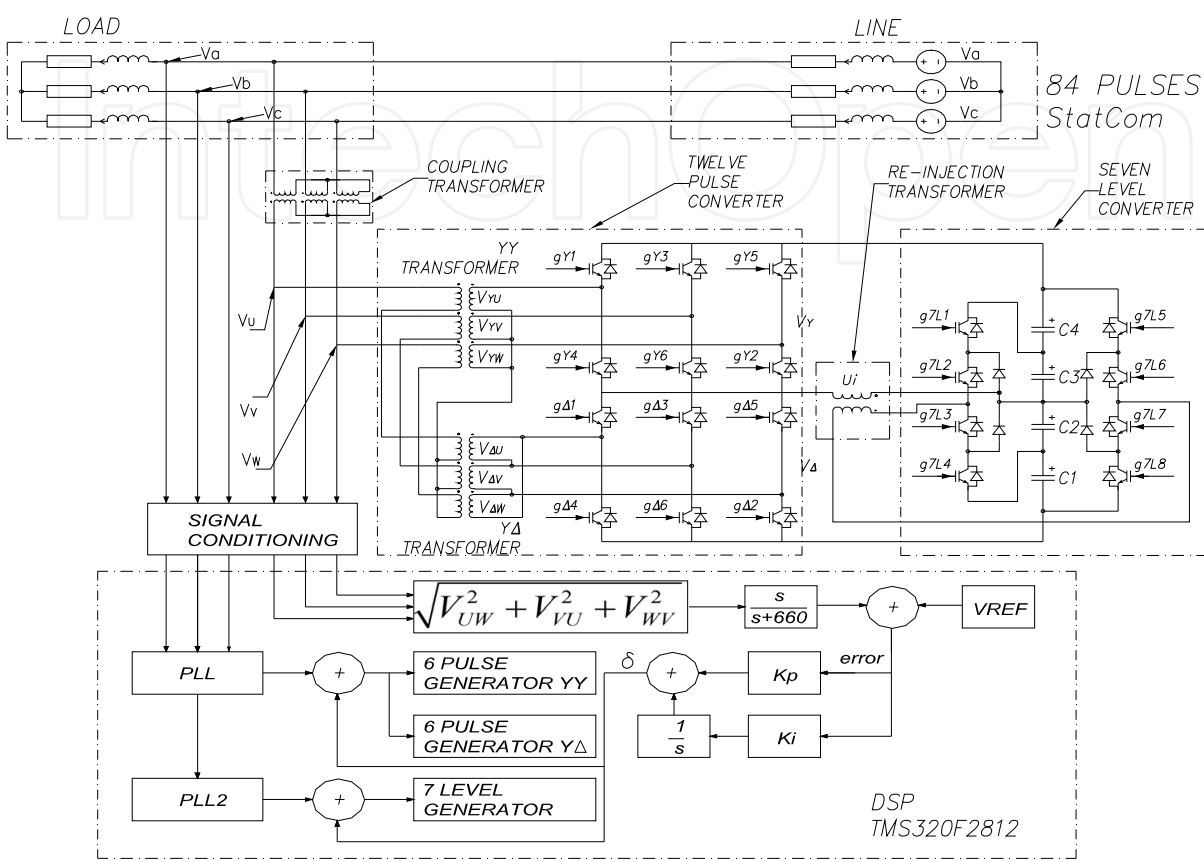 LOAD
LINE
Va
Vb
Vc
+ -
Va
+ -
Vb
+ -
Vc
84 PULSES
StatCom
IntechOpen
COUPLING
TRANSFORMER
TWELVE
PULSE
CONVERTER
RE-INJECTION
TRANSFORMER
SEVEN
LEVEL
CONVERTER
YY
TRANSFORMER
gY1
gY3
gY5
VYU
VYV
VYW
Vu
Vv
Vw
VY
gY4
gY6
gY2
gΔ1
gΔ3
gΔ5
Ui
VΔ
VΔU
VΔV
VΔW
gΔ4
gΔ6
gΔ2
YΔ
TRANSFORMER
g7L1
g7L2
g7L3
g7L4
+ C4
+ C3
+ C2
+ C1
g7L5
g7L6
g7L7
g7L8
SIGNAL
CONDITIONING
√(V²UW + V²VU + V²WV)
s
s+660
+
VREF
PLL
+
6 PULSE
GENERATOR YY
δ
+
Kp
error
6 PULSE
GENERATOR YΔ
1
s
Ki
PLL2
+
7 LEVEL
GENERATOR
DSP
TMS320F2812